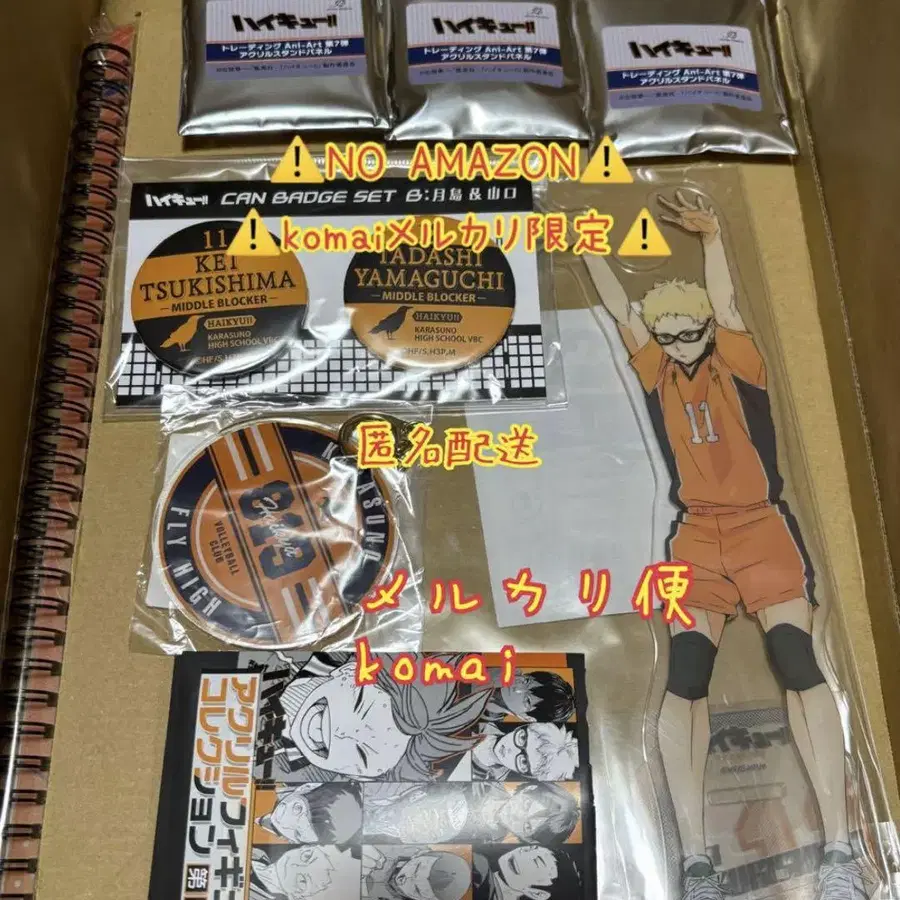 ハイキュー!!
トレーディング Ani-Art 第7弾
アクリルスタンドパネル
ハイキュー!!
トレーディング Ani-Art 第7弾
アクリルスタンドパネル
ハイキュー!!
トレーディング Ani-Art 第7弾
アクリルスタンドパネル
⚠️NO AMAZON⚠️
ハイキュー!! CAN BADGE SET B:月島&山口
⚠️komaiメルカリ限定⚠️
11
KEI
TSUKISHIMA
MIDDLE BLOCKER
HAIKYU!!
KARASUNO
HIGH SCHOOL VBC
©HF/S,H3P,M
TADASHI
YAMAGUCHI
MIDDLE BLOCKER
HAIKYU!!
KARASUNO
HIGH SCHOOL VBC
©HF/S,H3P,M
11
匿名配送
VOLLEYBALL
CLUB
FLY HIGH
メルカリ便
komai
アクリルフィギ
コレクション 第